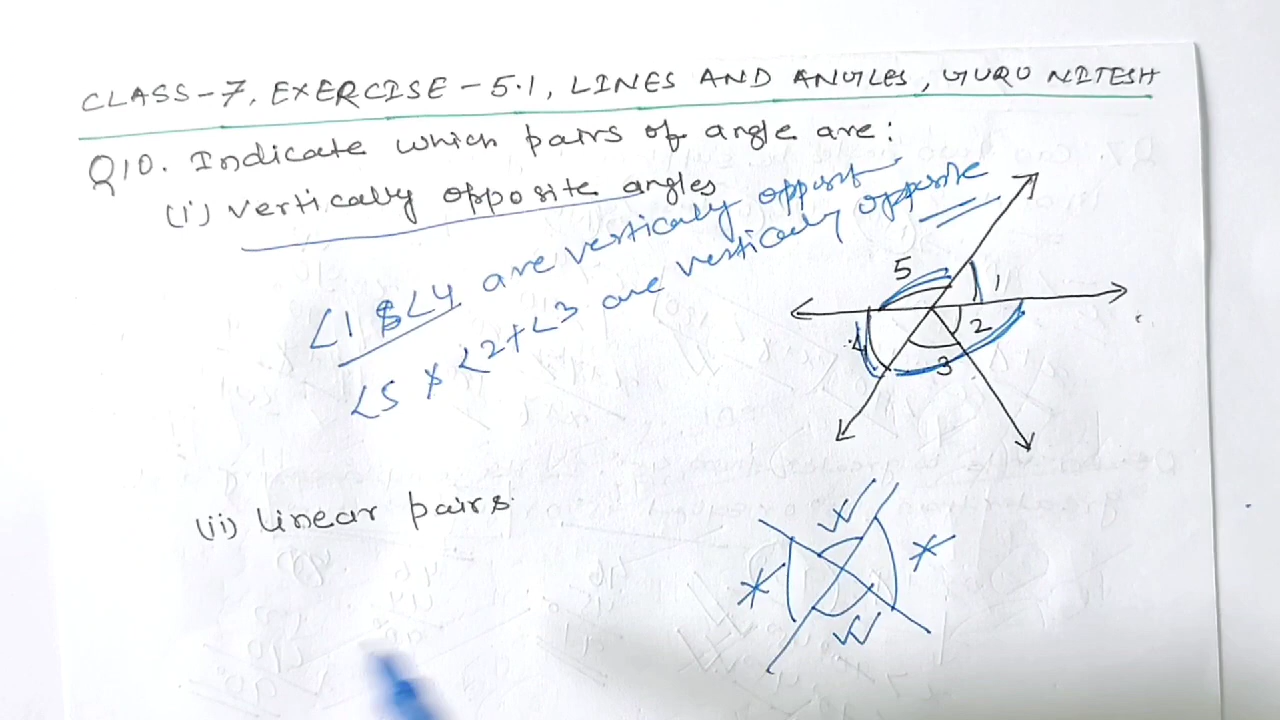 CLASS-7, EXERCISE-5.1, LINES AND ANGLES, GURU NITESH
Q10. Indicate which pairs of angle are:
(i) vertically opposite angles
∠1 & ∠4 are vertically opposite
∠5 & ∠2+∠3 are vertically opposite
5
1
2
4
3
(ii) linear pairs.